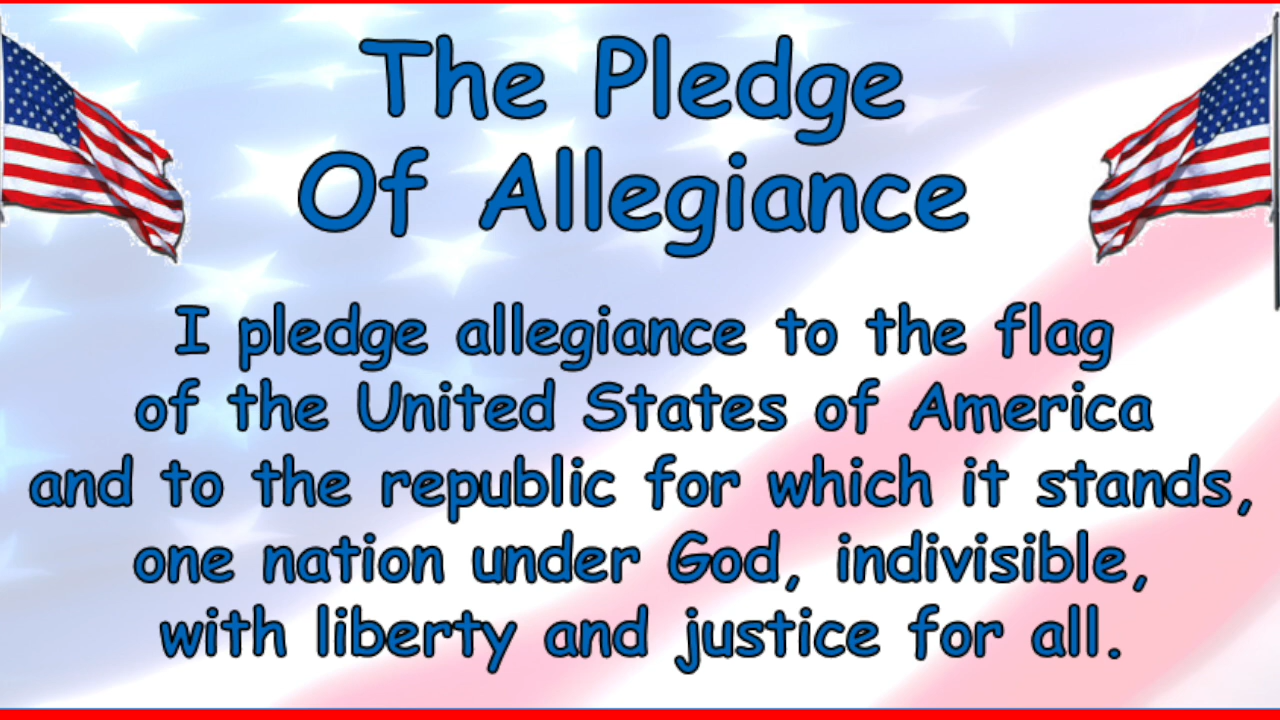 The Pledge
Of Allegiance
I pledge allegiance to the flag
of the United States of America
and to the republic for which it stands,
one nation under God, indivisible,
with liberty and justice for all.